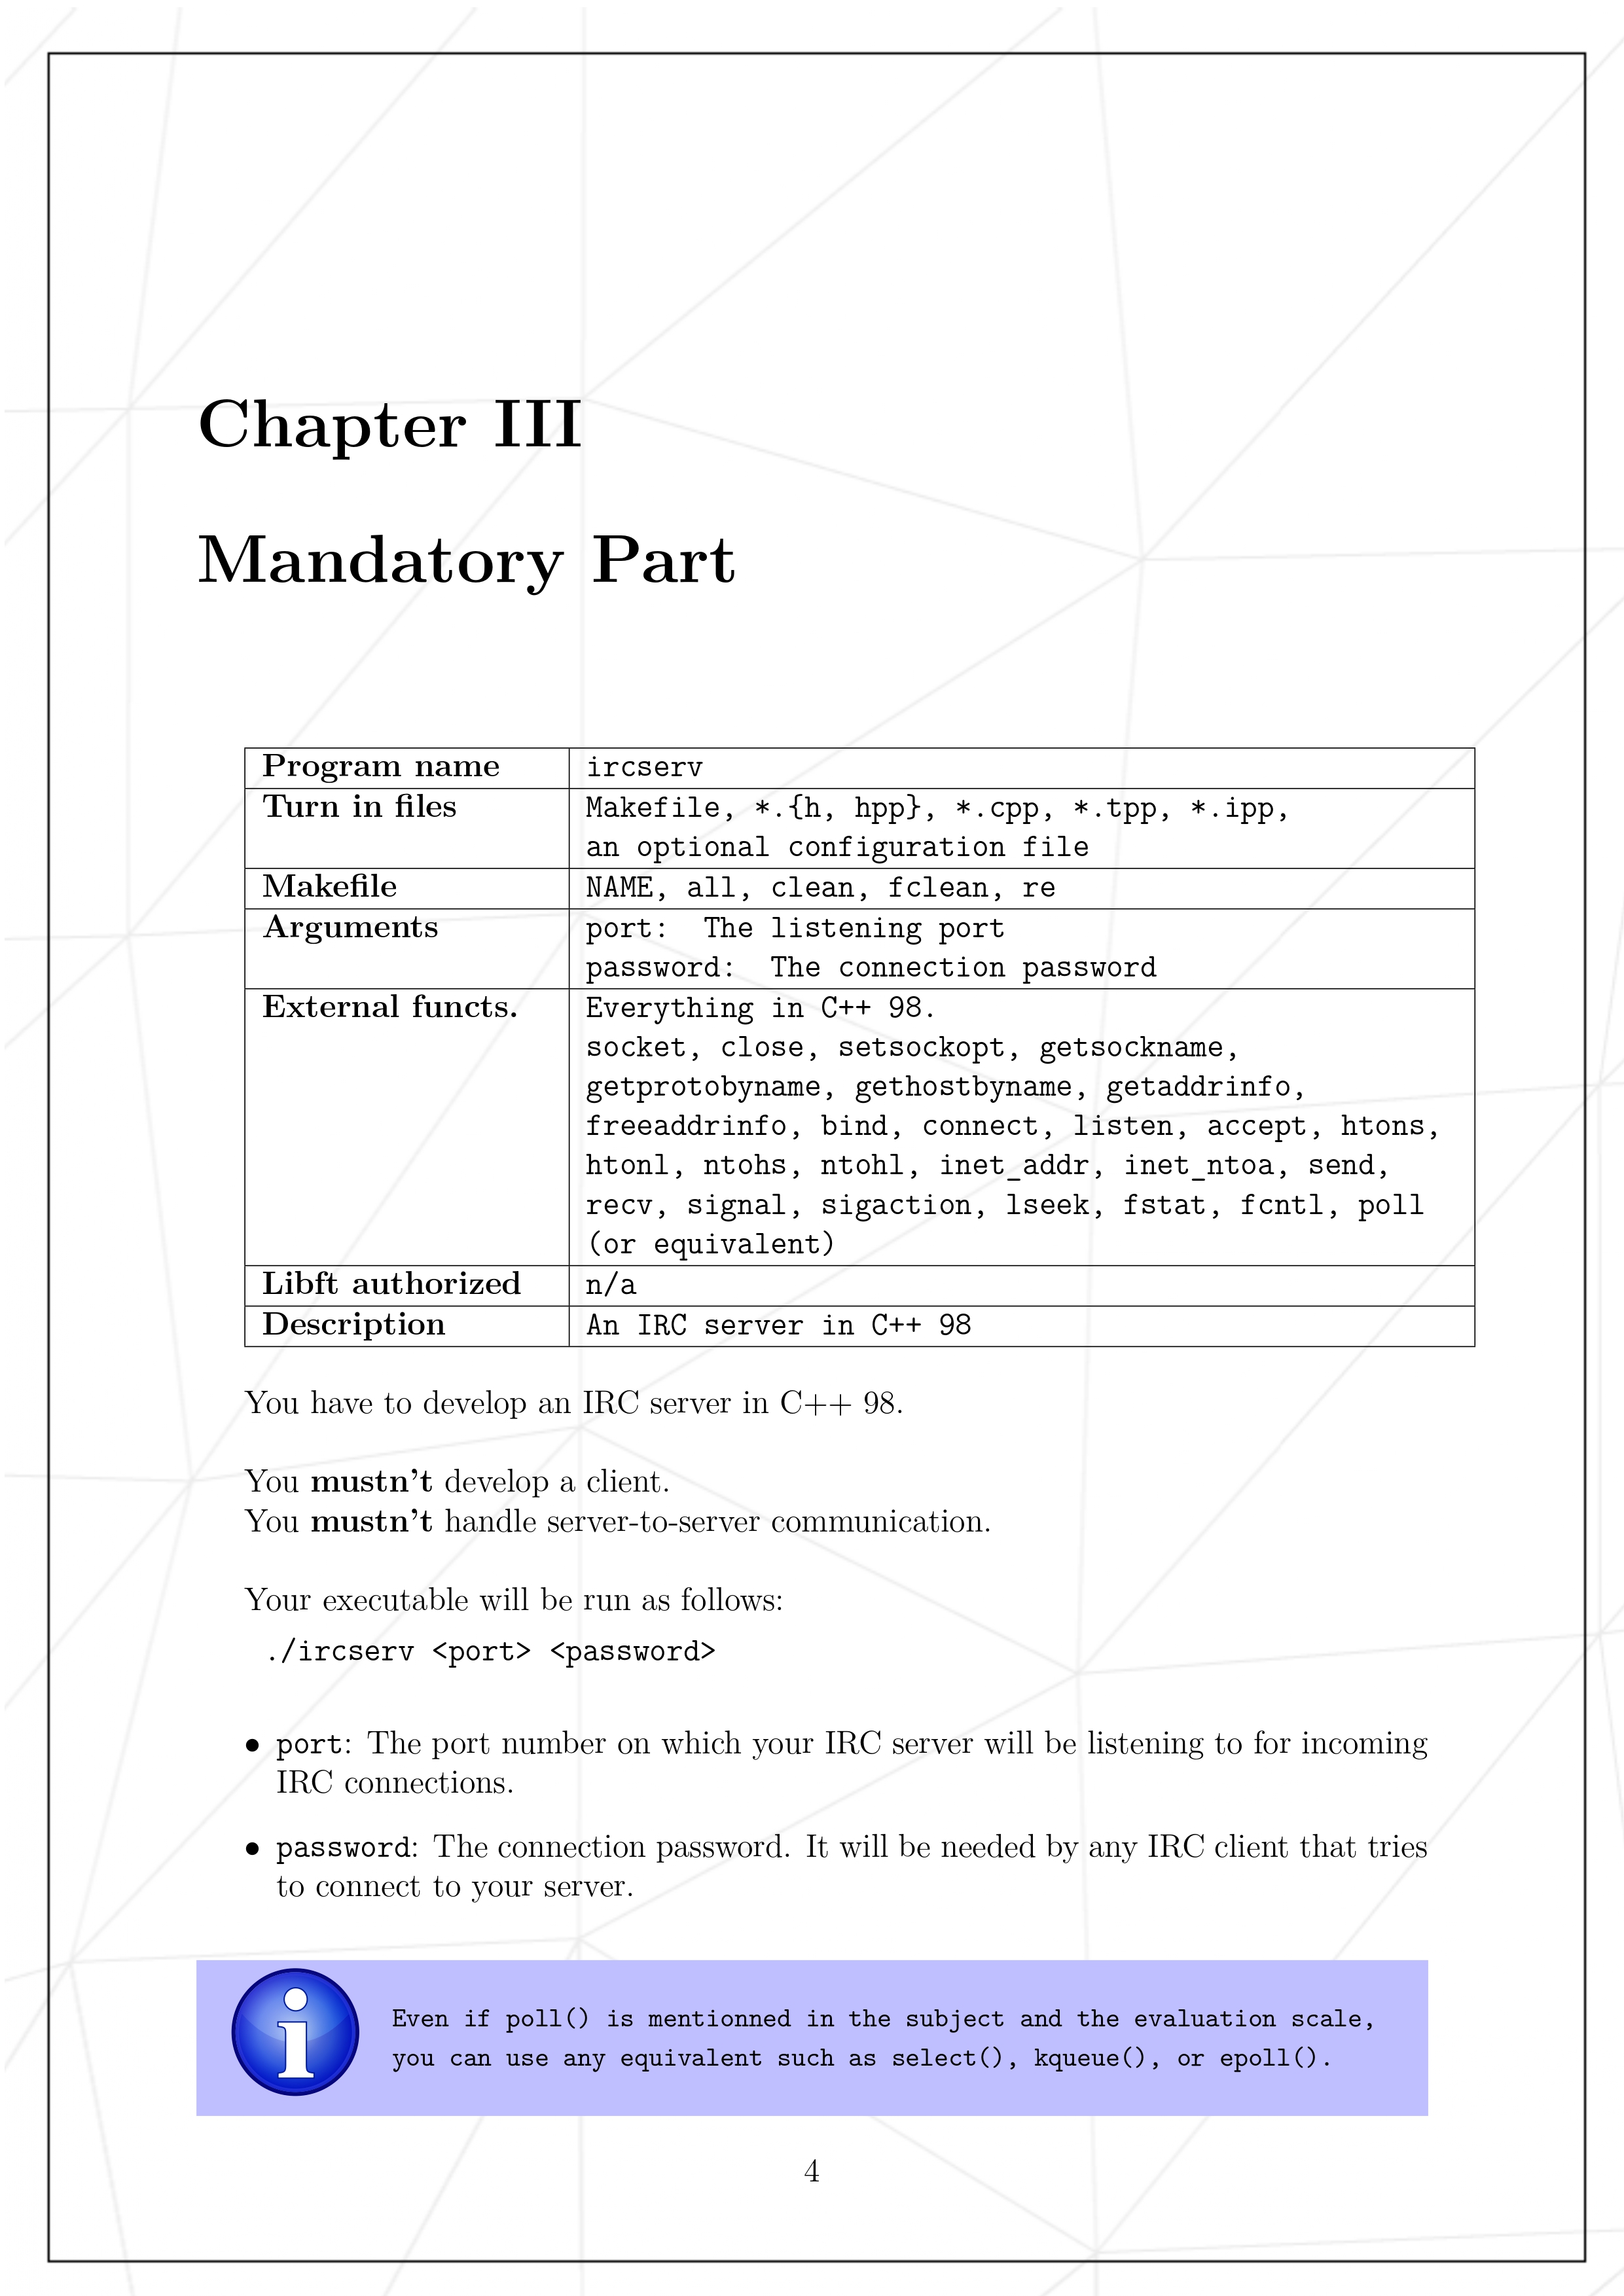 Chapter III
Mandatory Part
Program name ircserv
Turn in files Makefile, *.{h, hpp}, *.cpp, *.tpp, *.ipp,
an optional configuration file
Makefile NAME, all, clean, fclean, re
Arguments port: The listening port
password: The connection password
External functs. Everything in C++ 98.
socket, close, setsockopt, getsockname,
getprotobyname, gethostbyname, getaddrinfo,
freeaddrinfo, bind, connect, listen, accept, htons,
htonl, ntohs, ntohl, inet_addr, inet_ntoa, send,
recv, signal, sigaction, lseek, fstat, fcntl, poll
(or equivalent)
Libft authorized n/a
Description An IRC server in C++ 98
You have to develop an IRC server in C++ 98.
You mustn't develop a client.
You mustn't handle server-to-server communication.
Your executable will be run as follows:
./ircserv <port> <password>
• port: The port number on which your IRC server will be listening to for incoming
IRC connections.
• password: The connection password. It will be needed by any IRC client that tries
to connect to your server.
Even if poll() is mentionned in the subject and the evaluation scale,
you can use any equivalent such as select(), kqueue(), or epoll().
4